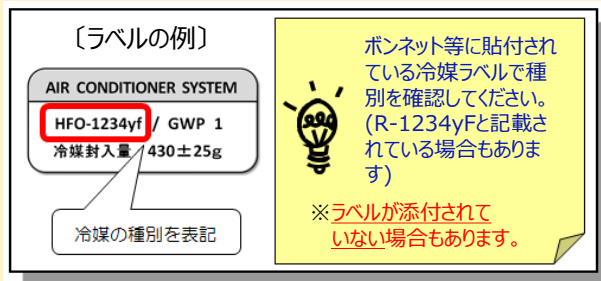 〔ラベルの例〕
AIR CONDITIONER SYSTEM
HFO-1234yf / GWP 1
冷媒封入量 430±25g
冷媒の種別を表記
ボンネット等に貼付され
ている冷媒ラベルで種
別を確認してください。
(R-1234yFと記載さ
れている場合もありま
す)
※ラベルが添付されて
いない場合もあります。